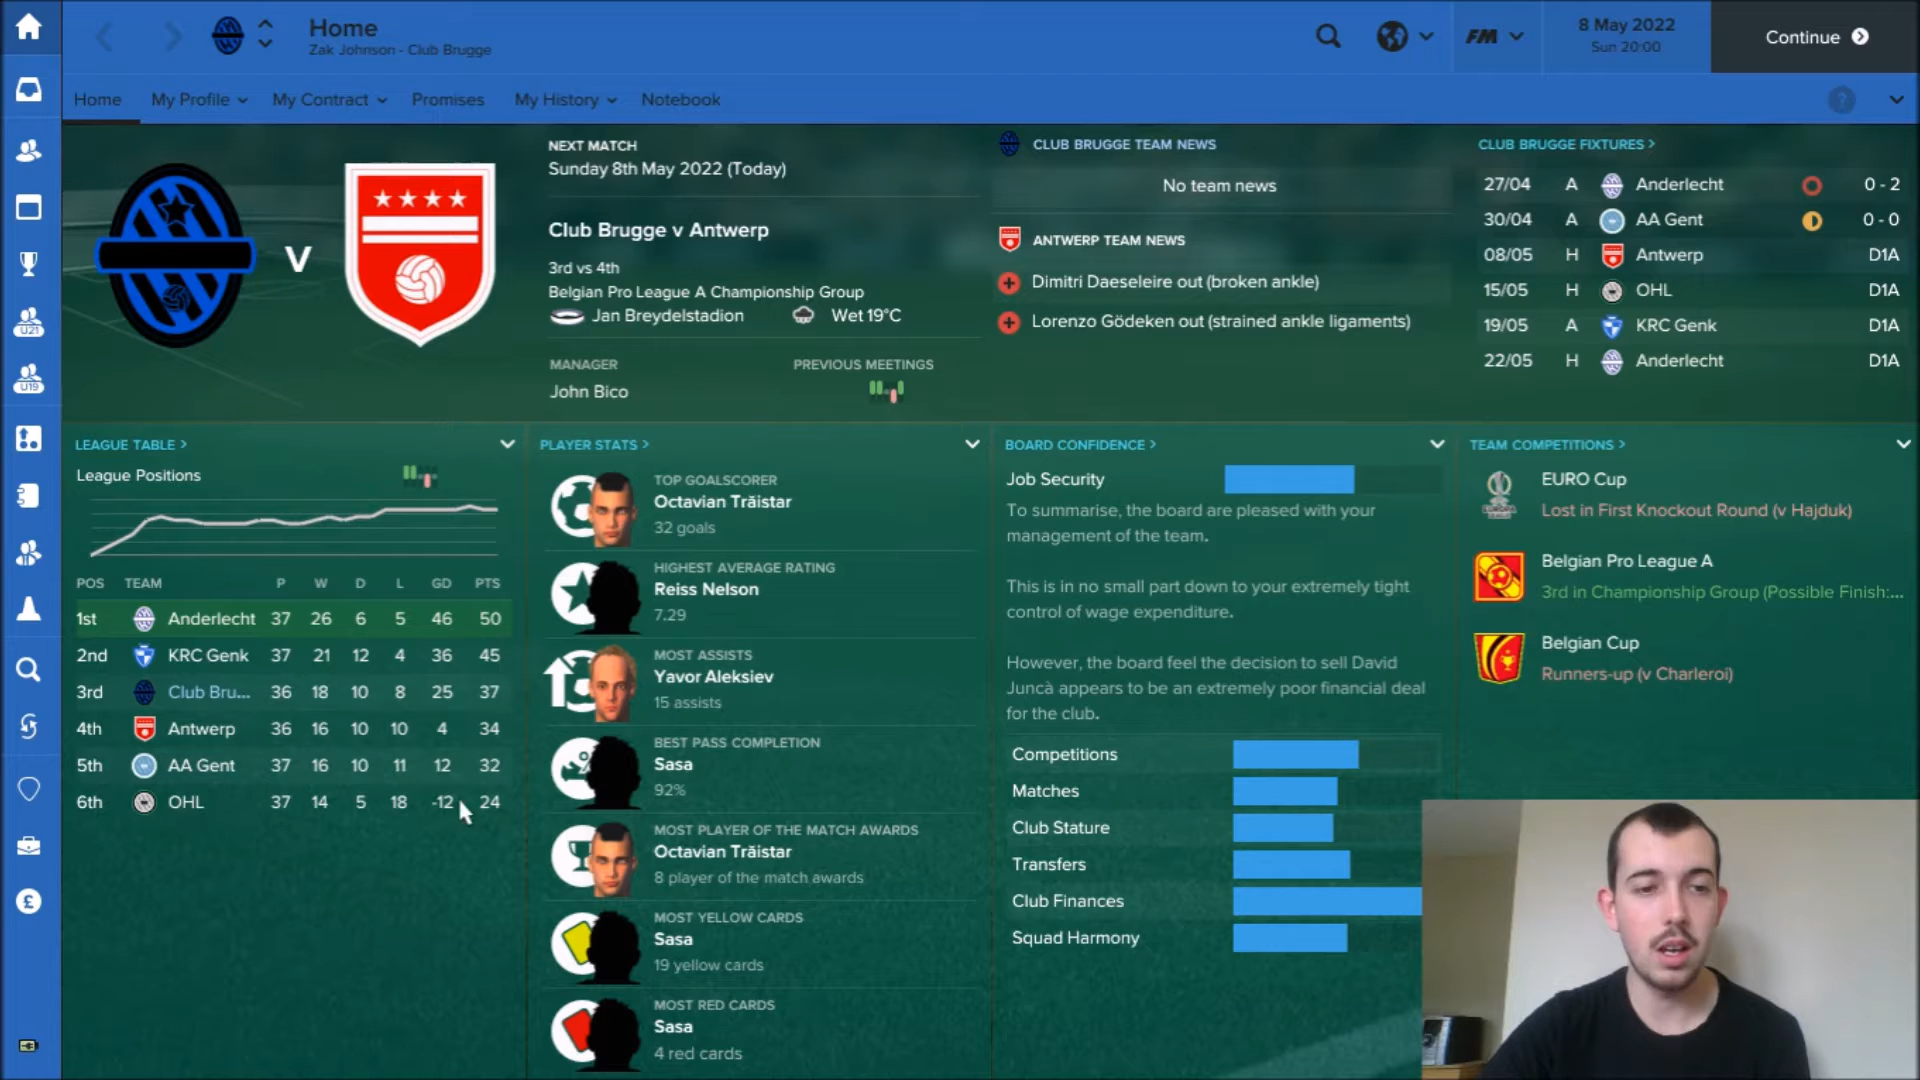 Home
Zak Johnson - Club Brugge
FM
8 May 2022
Sun 20:00
Continue
Home
My Profile
My Contract
Promises
My History
Notebook
?
V
NEXT MATCH
Sunday 8th May 2022 (Today)
Club Brugge v Antwerp
3rd vs 4th
Belgian Pro League A Championship Group
Jan Breydelstadion
Wet 19°C
MANAGER
John Bico
PREVIOUS MEETINGS
CLUB BRUGGE TEAM NEWS
No team news
ANTWERP TEAM NEWS
Dimitri Daeseleire out (broken ankle)
Lorenzo Gödeken out (strained ankle ligaments)
CLUB BRUGGE FIXTURES >
27/04 A Anderlecht 0 - 2
30/04 A AA Gent 0 - 0
08/05 H Antwerp D1A
15/05 H OHL D1A
19/05 A KRC Genk D1A
22/05 H Anderlecht D1A
U21
U19
£
LEAGUE TABLE >
League Positions
POS TEAM P W D L GD PTS
1st Anderlecht 37 26 6 5 46 50
2nd KRC Genk 37 21 12 4 36 45
3rd Club Bru... 36 18 10 8 25 37
4th Antwerp 36 16 10 10 4 34
5th AA Gent 37 16 10 11 12 32
6th OHL 37 14 5 18 -12 24
PLAYER STATS >
TOP GOALSCORER
Octavian Trăistar
32 goals
HIGHEST AVERAGE RATING
Reiss Nelson
7.29
MOST ASSISTS
Yavor Aleksiev
15 assists
BEST PASS COMPLETION
Sasa
92%
MOST PLAYER OF THE MATCH AWARDS
Octavian Trăistar
8 player of the match awards
MOST YELLOW CARDS
Sasa
19 yellow cards
MOST RED CARDS
Sasa
4 red cards
BOARD CONFIDENCE >
Job Security
To summarise, the board are pleased with your
management of the team.
This is in no small part down to your extremely tight
control of wage expenditure.
However, the board feel the decision to sell David
Juncà appears to be an extremely poor financial deal
for the club.
Competitions
Matches
Club Stature
Transfers
Club Finances
Squad Harmony
TEAM COMPETITIONS >
EURO Cup
Lost in First Knockout Round (v Hajduk)
Belgian Pro League A
3rd in Championship Group (Possible Finish:...
Belgian Cup
Runners-up (v Charleroi)